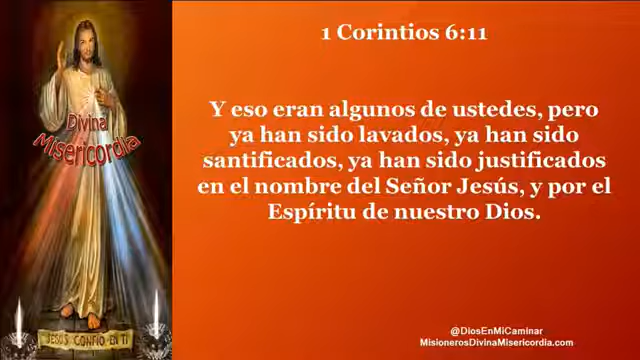 Divina
Misericordia
JESÚS CONFIO EN TI
1 Corintios 6:11
Y eso eran algunos de ustedes, pero
ya han sido lavados, ya han sido
santificados, ya han sido justificados
en el nombre del Señor Jesús, y por el
Espíritu de nuestro Dios.
@DiosEnMiCaminar
MisionerosDivinaMisericordia.com